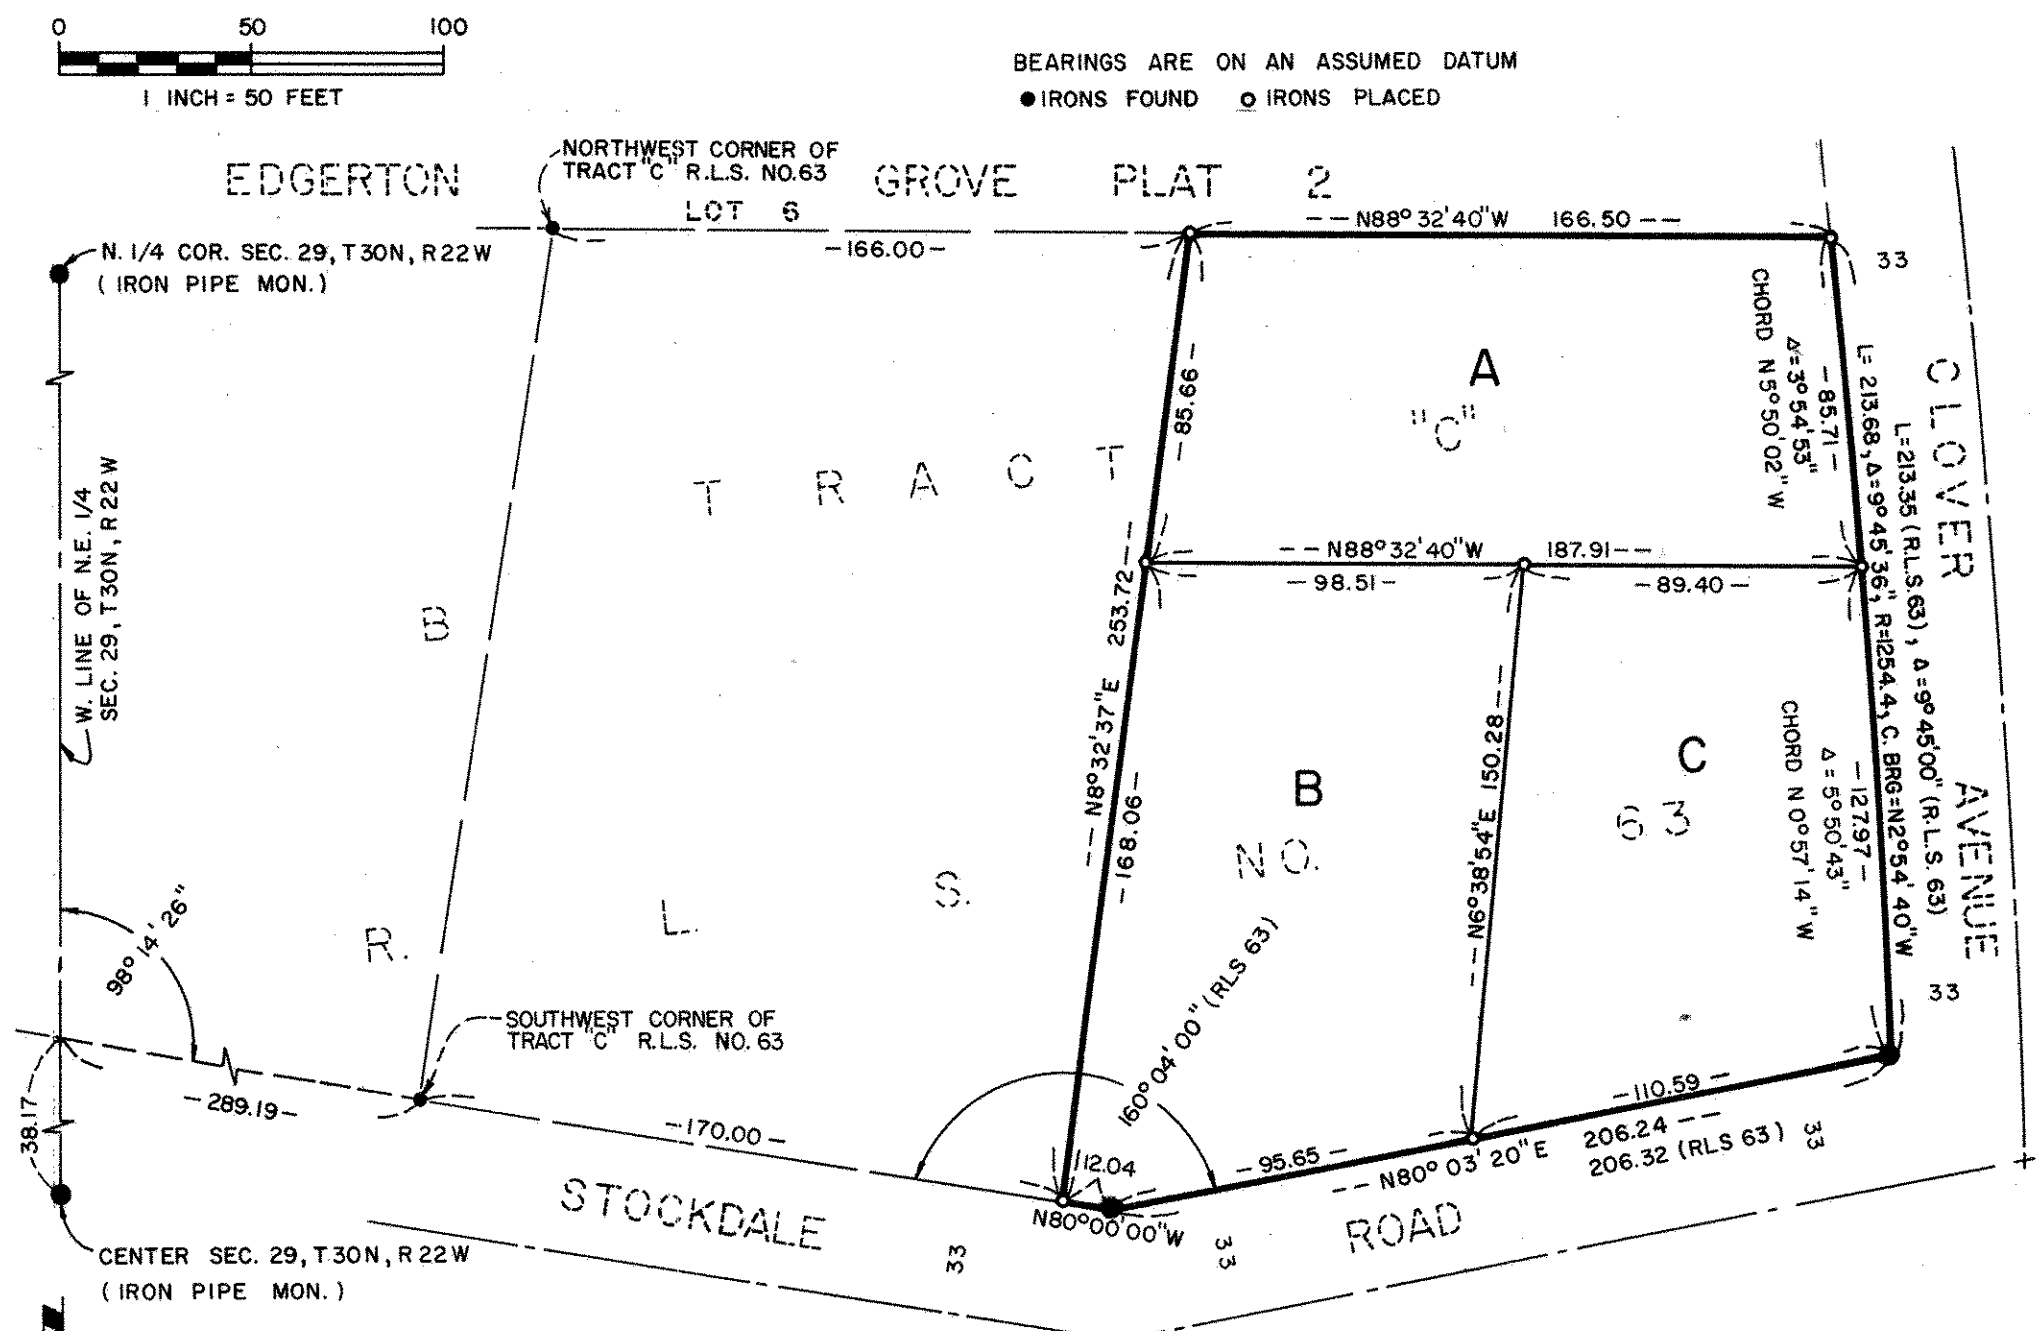 0 50 100
1 INCH = 50 FEET
BEARINGS ARE ON AN ASSUMED DATUM
IRONS FOUND IRONS PLACED
NORTHWEST CORNER OF
TRACT "C" R.L.S. NO. 63
EDGERTON GROVE PLAT 2
LOT 6
N. 1/4 COR. SEC. 29, T30N, R22W
( IRON PIPE MON. )
-166.00-
-- N88° 32' 40" W 166.50 --
33
A
"C"
-85.66-
CHORD N 5° 50' 02" W
Δ=3° 54' 53"
-85.71-
L= 213.68, Δ=9° 45' 36", R=1254.4, C. BRG=N2° 54' 40" W
L=213.35 (R.L.S. 63), Δ=9° 45' 00" (R.L.S. 63)
CLOVER AVENUE
W. LINE OF N.E. 1/4
SEC. 29, T30N, R22W
TRACT
-- N88° 32' 40" W 187.91 --
-98.51- -89.40-
B
-- N8° 32' 37" E 253.72 --
-168.06-
-- N6° 38' 54" E 150.28 --
B
C
NO. 63
CHORD N 0° 57' 14" W
Δ = 5° 50' 43"
-127.97-
R. L. S.
98° 14' 26"
33
SOUTHWEST CORNER OF
TRACT "C" R.L.S. NO. 63
160° 04' 00" (RLS 63)
38.17
-289.19-
-170.00-
12.04
-95.65-
-110.59-
-- N80° 03' 20" E 206.24 --
206.32 (RLS 63)
33
N80° 00' 00" W
STOCKDALE ROAD
33
33
CENTER SEC. 29, T30N, R22W
( IRON PIPE MON. )